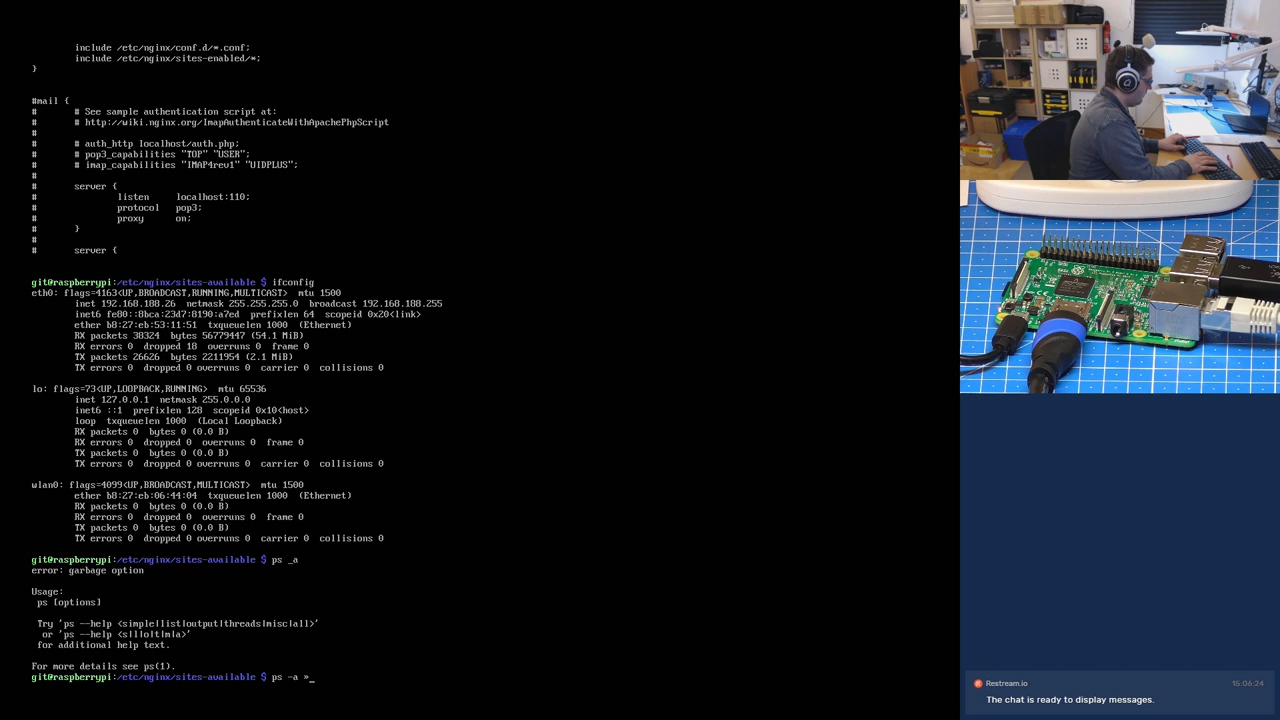 include /etc/nginx/conf.d/*.conf;
include /etc/nginx/sites-enabled/*;
}
#mail {
#       # See sample authentication script at:
#       # http://wiki.nginx.org/ImapAuthenticateWithApachePhpScript
#
#       # auth_http localhost/auth.php;
#       # pop3_capabilities "TOP" "USER";
#       # imap_capabilities "IMAP4rev1" "UIDPLUS";
#
#       server {
#               listen     localhost:110;
#               protocol   pop3;
#               proxy      on;
#       }
#
#       server {
git@raspberrypi:/etc/nginx/sites-available $ ifconfig
eth0: flags=4163<UP,BROADCAST,RUNNING,MULTICAST>  mtu 1500
inet 192.168.188.26  netmask 255.255.255.0  broadcast 192.168.188.255
inet6 fe80::8bca:23d7:8190:a7ed  prefixlen 64  scopeid 0x20<link>
ether b8:27:eb:53:11:51  txqueuelen 1000  (Ethernet)
RX packets 38324  bytes 56779447 (54.1 MiB)
RX errors 0  dropped 18  overruns 0  frame 0
TX packets 26626  bytes 2211954 (2.1 MiB)
TX errors 0  dropped 0 overruns 0  carrier 0  collisions 0
lo: flags=73<UP,LOOPBACK,RUNNING>  mtu 65536
inet 127.0.0.1  netmask 255.0.0.0
inet6 ::1  prefixlen 128  scopeid 0x10<host>
loop  txqueuelen 1000  (Local Loopback)
RX packets 0  bytes 0 (0.0 B)
RX errors 0  dropped 0  overruns 0  frame 0
TX packets 0  bytes 0 (0.0 B)
TX errors 0  dropped 0 overruns 0  carrier 0  collisions 0
wlan0: flags=4099<UP,BROADCAST,MULTICAST>  mtu 1500
ether b8:27:eb:06:44:04  txqueuelen 1000  (Ethernet)
RX packets 0  bytes 0 (0.0 B)
RX errors 0  dropped 0  overruns 0  frame 0
TX packets 0  bytes 0 (0.0 B)
TX errors 0  dropped 0 overruns 0  carrier 0  collisions 0
git@raspberrypi:/etc/nginx/sites-available $ ps _a
error: garbage option
Usage:
ps [options]
Try 'ps --help <simple|list|output|threads|misc|all>'
or 'ps --help <s|l|o|t|m|a>'
for additional help text.
For more details see ps(1).
git@raspberrypi:/etc/nginx/sites-available $ ps -a »_
Restream.io 15:06:24
The chat is ready to display messages.